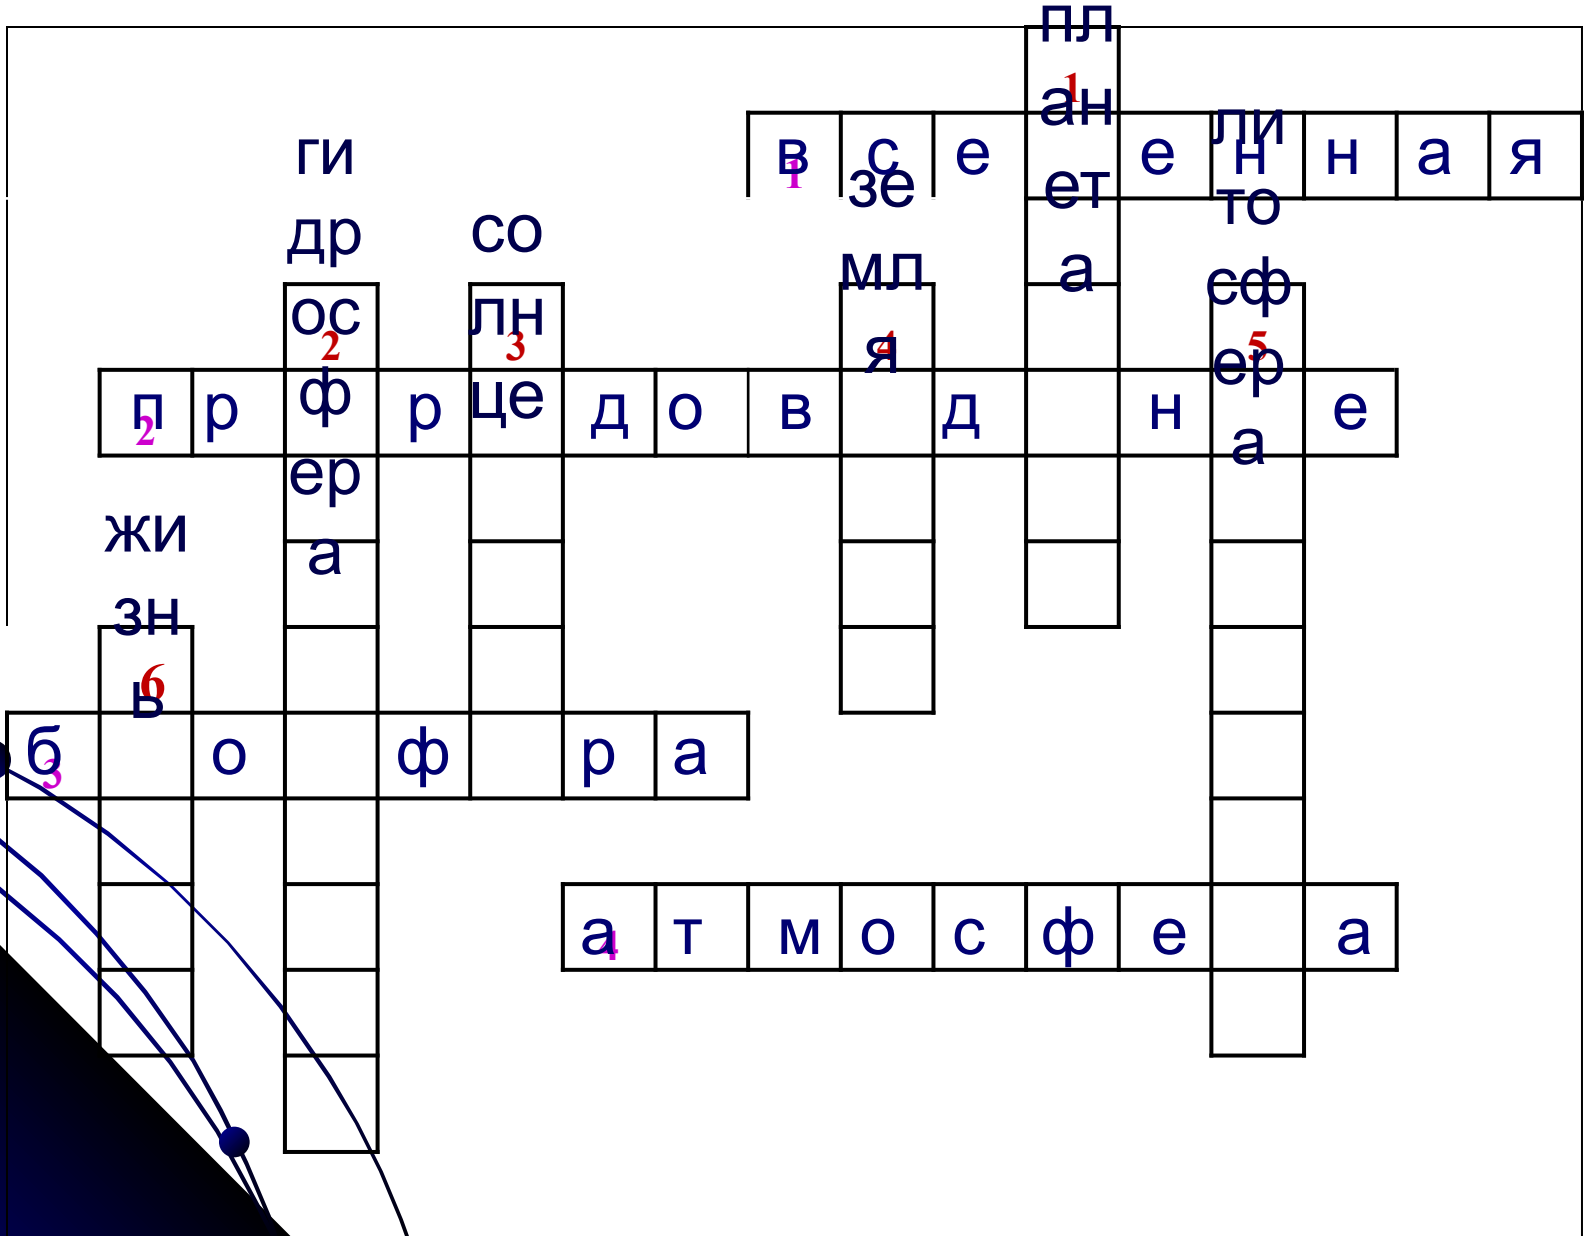 пл
ан
ет
а
1
ли
то
сф
ер
а
5
1
в с е е н н а я
зе
мл
я
4
ги
др
ос
ф
ер
а
2
со
лн
це
3
2
п р р д о в д н е
жи
зн
ь
6
3
б о ф р а
4
а т м о с ф е а